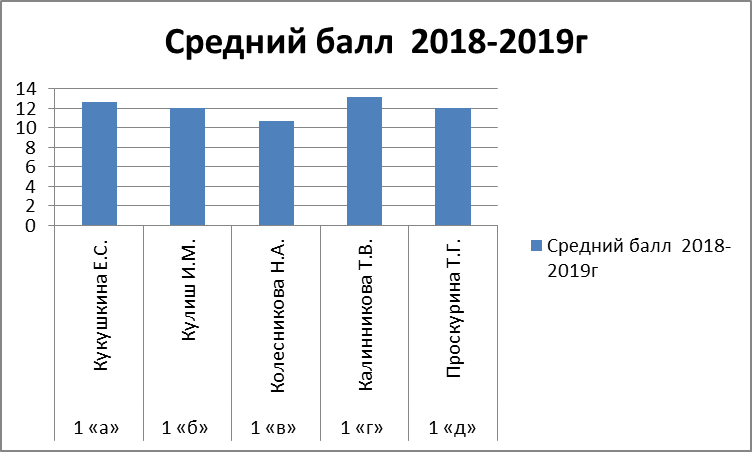 Средний балл  2018-2019г
14
12
10
8
6
4
2
0
Кукушкина Е.С.
Кулиш И.М.
Колесникова Н.А.
Калинникова Т.В.
Проскурина Т.Г.
1 «а»
1 «б»
1 «в»
1 «г»
1 «д»
Средний балл  2018-
2019г